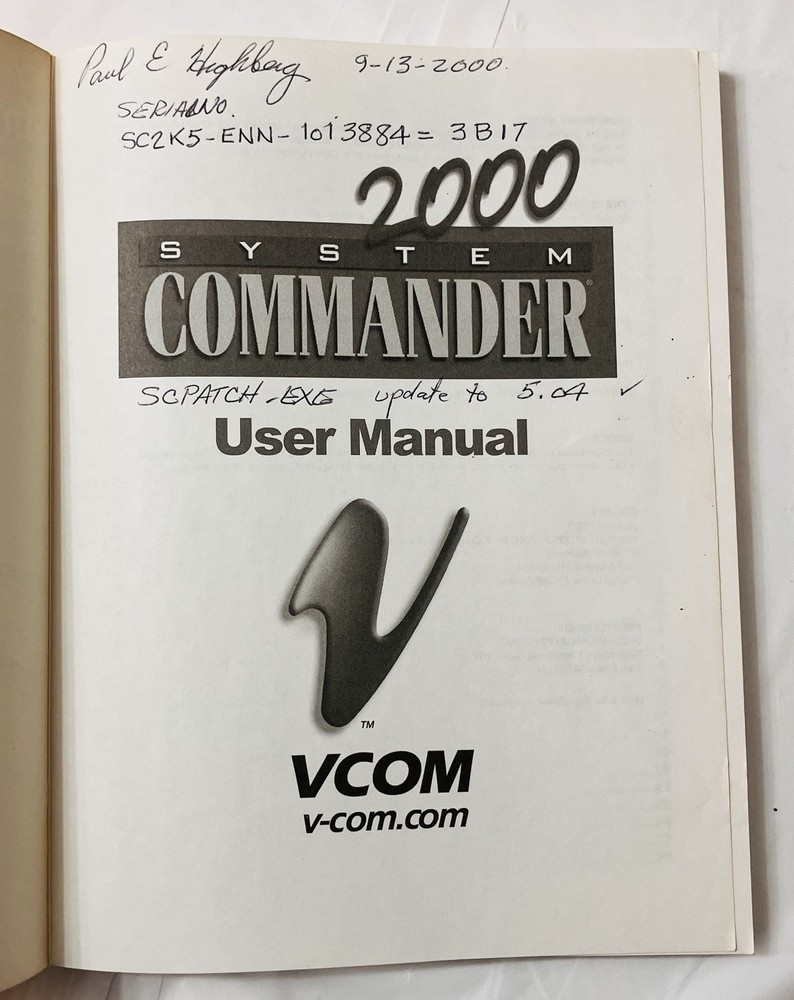 Paul E Highberg 9-13-2000.
SERIAL NO.
SC2K5-ENN-1013884 = 3B17
2000
SYSTEM
COMMANDER®
SCPATCH-EXE update to 5.04 ✓
User Manual
TM
VCOM
v-com.com